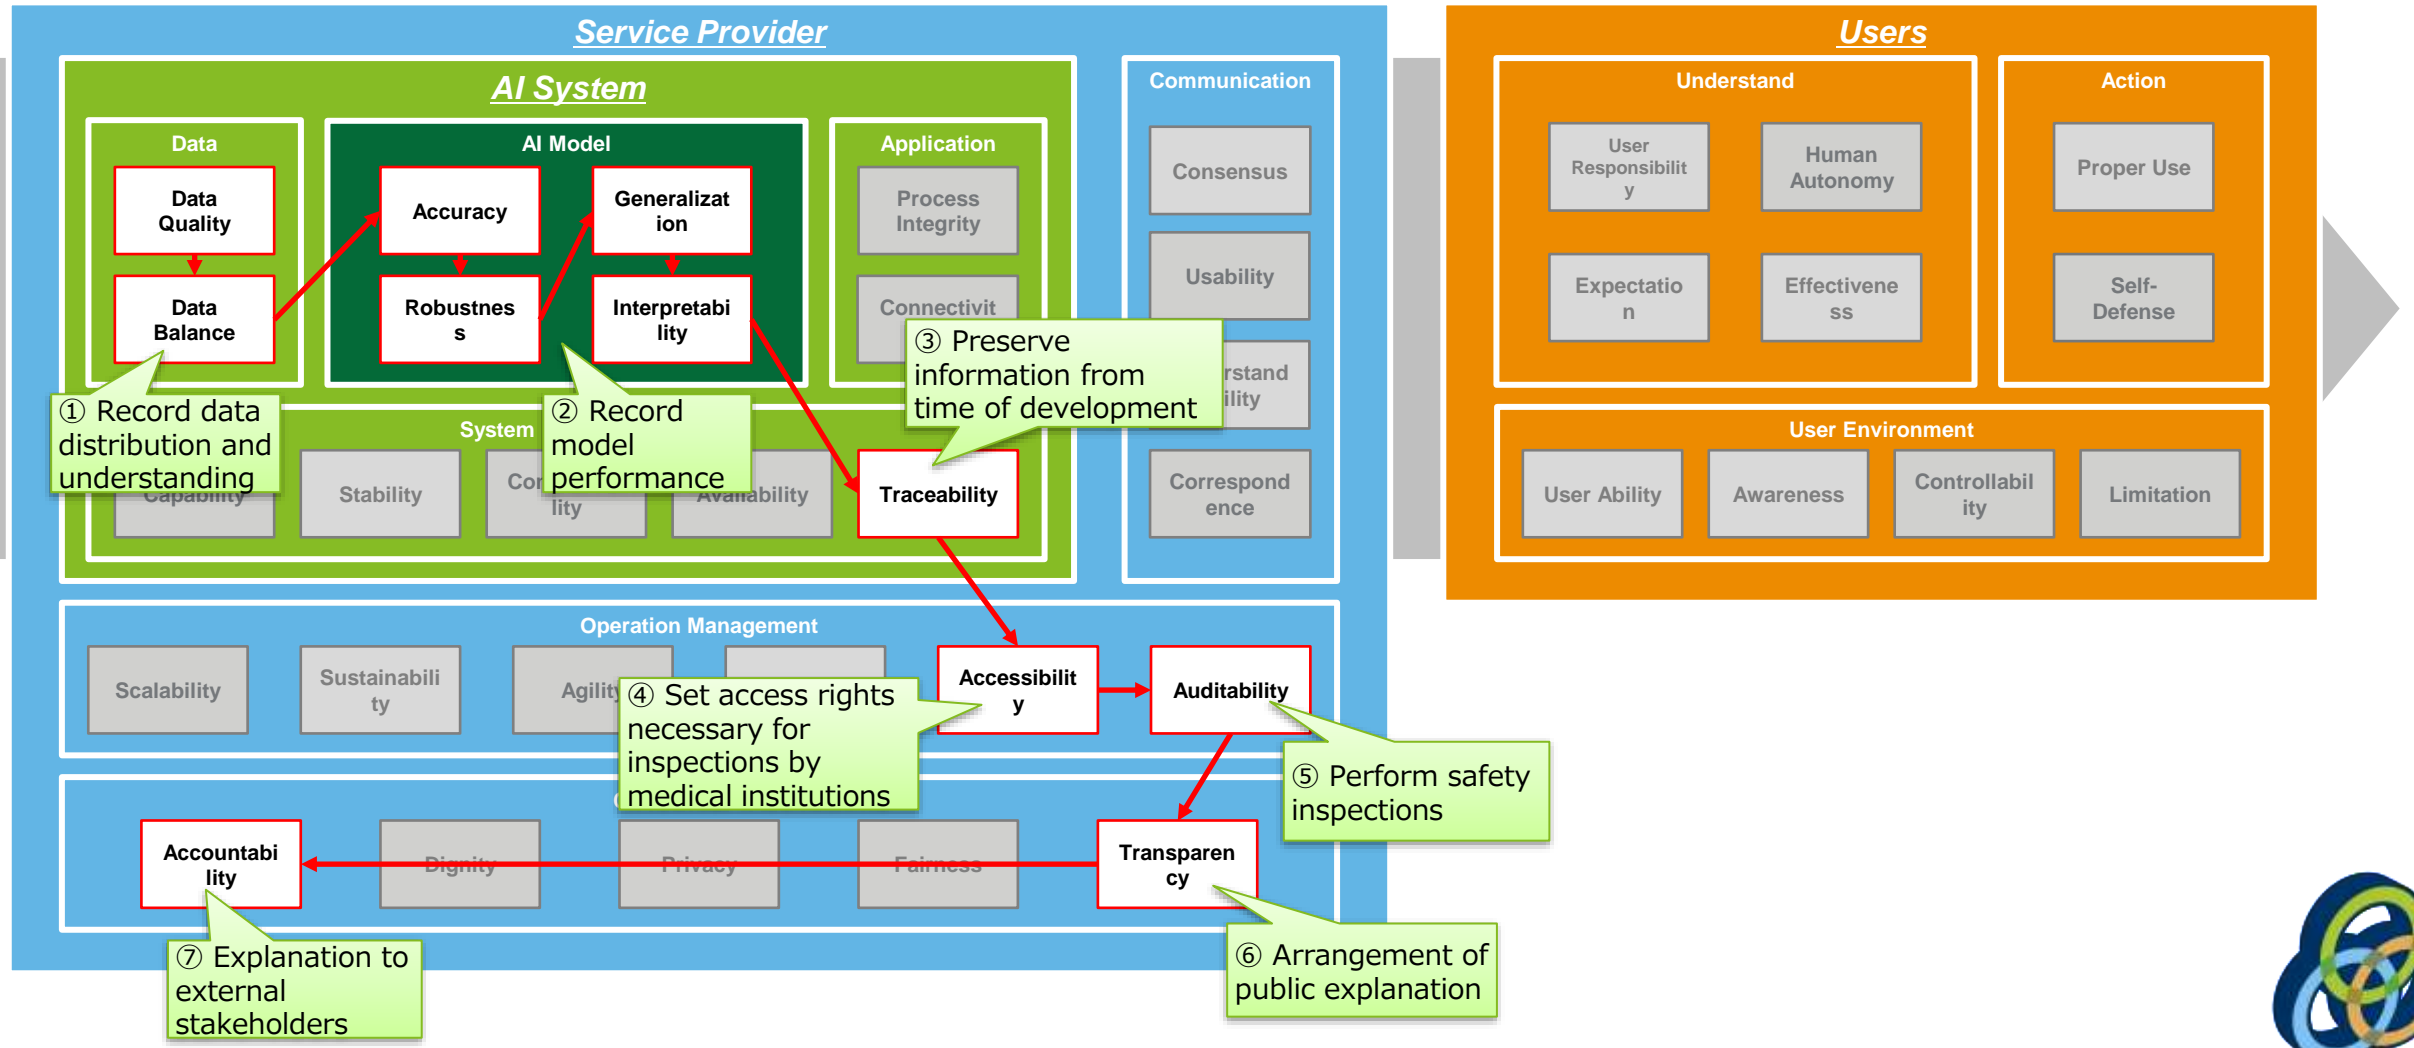 Service Provider
AI System
Data
Data
Quality
Data
Balance
AI Model
Accuracy
Generalizat
ion
Robustnes
s
Interpretabi
lity
Application
Process
Integrity
Connectivit
① Record data
distribution and
understanding
② Record
model
performance
③ Preserve
information from
time of development
System
Capability
Stability
lity
Availability
Traceability
Communication
Consensus
Usability
rstand
ility
Correspond
ence
Operation Management
Scalability
Sustainabili
ty
Agility
④ Set access rights
necessary for
inspections by
medical institutions
Accessibilit
y
Auditability
⑤ Perform safety
inspections
Accountabi
lity
Dignity
Privacy
Fairness
Transparen
cy
⑥ Arrangement of
public explanation
⑦ Explanation to
external
stakeholders
Users
Understand
User
Responsibilit
y
Human
Autonomy
Expectatio
n
Effectivene
ss
Action
Proper Use
Self-
Defense
User Environment
User Ability
Awareness
Controllabil
ity
Limitation